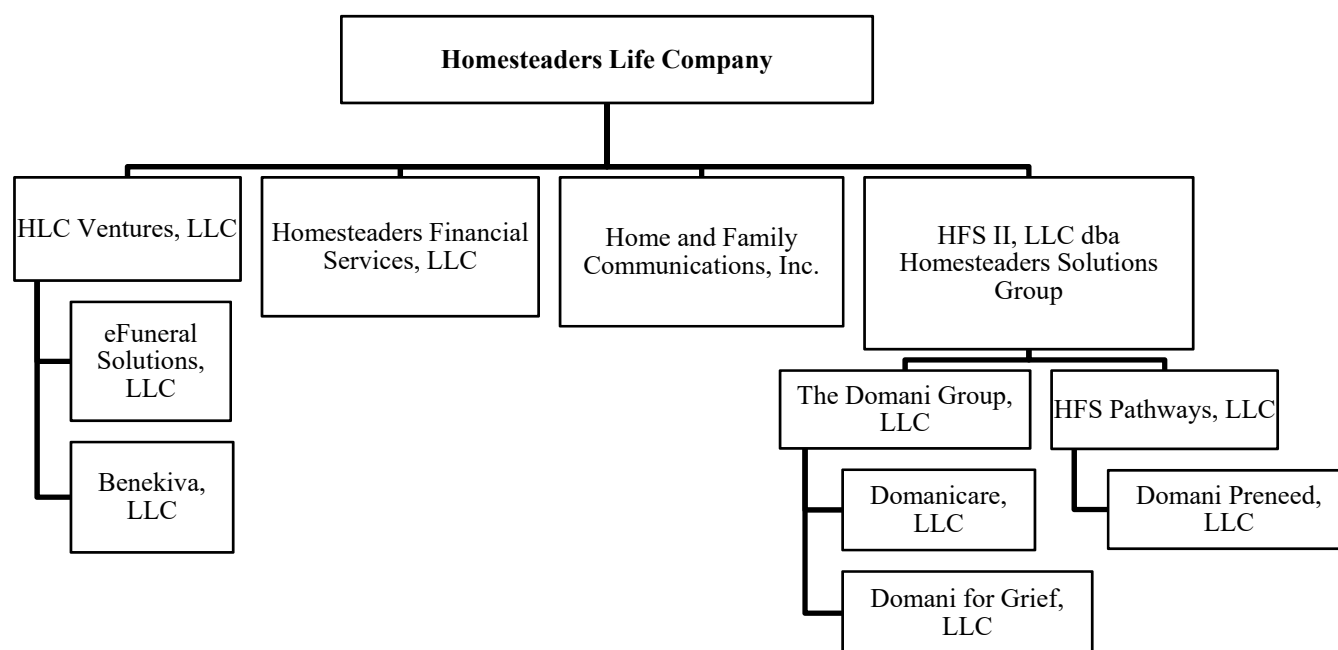 Homesteaders Life Company
HLC Ventures, LLC
Homesteaders Financial
Services, LLC
Home and Family
Communications, Inc.
HFS II, LLC dba
Homesteaders Solutions
Group
eFuneral
Solutions,
LLC
Benekiva,
LLC
The Domani Group,
LLC
HFS Pathways, LLC
Domanicare,
LLC
Domani Preneed,
LLC
Domani for Grief,
LLC